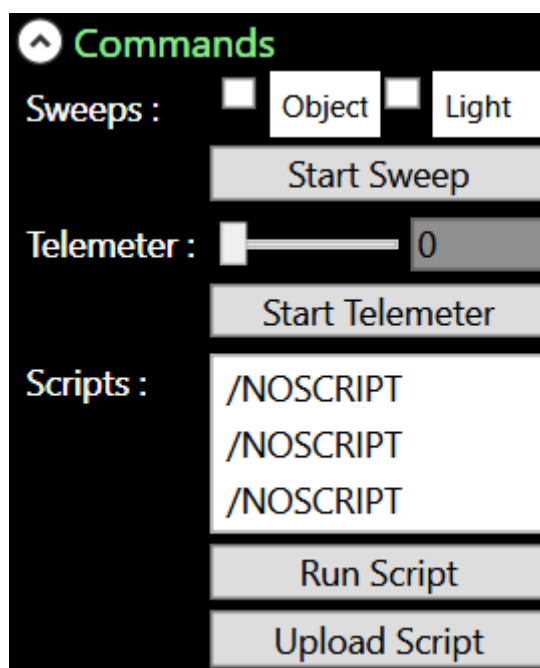 Commands
Sweeps : Object Light
Start Sweep
Telemeter : 0
Start Telemeter
Scripts : /NOSCRIPT
/NOSCRIPT
/NOSCRIPT
Run Script
Upload Script